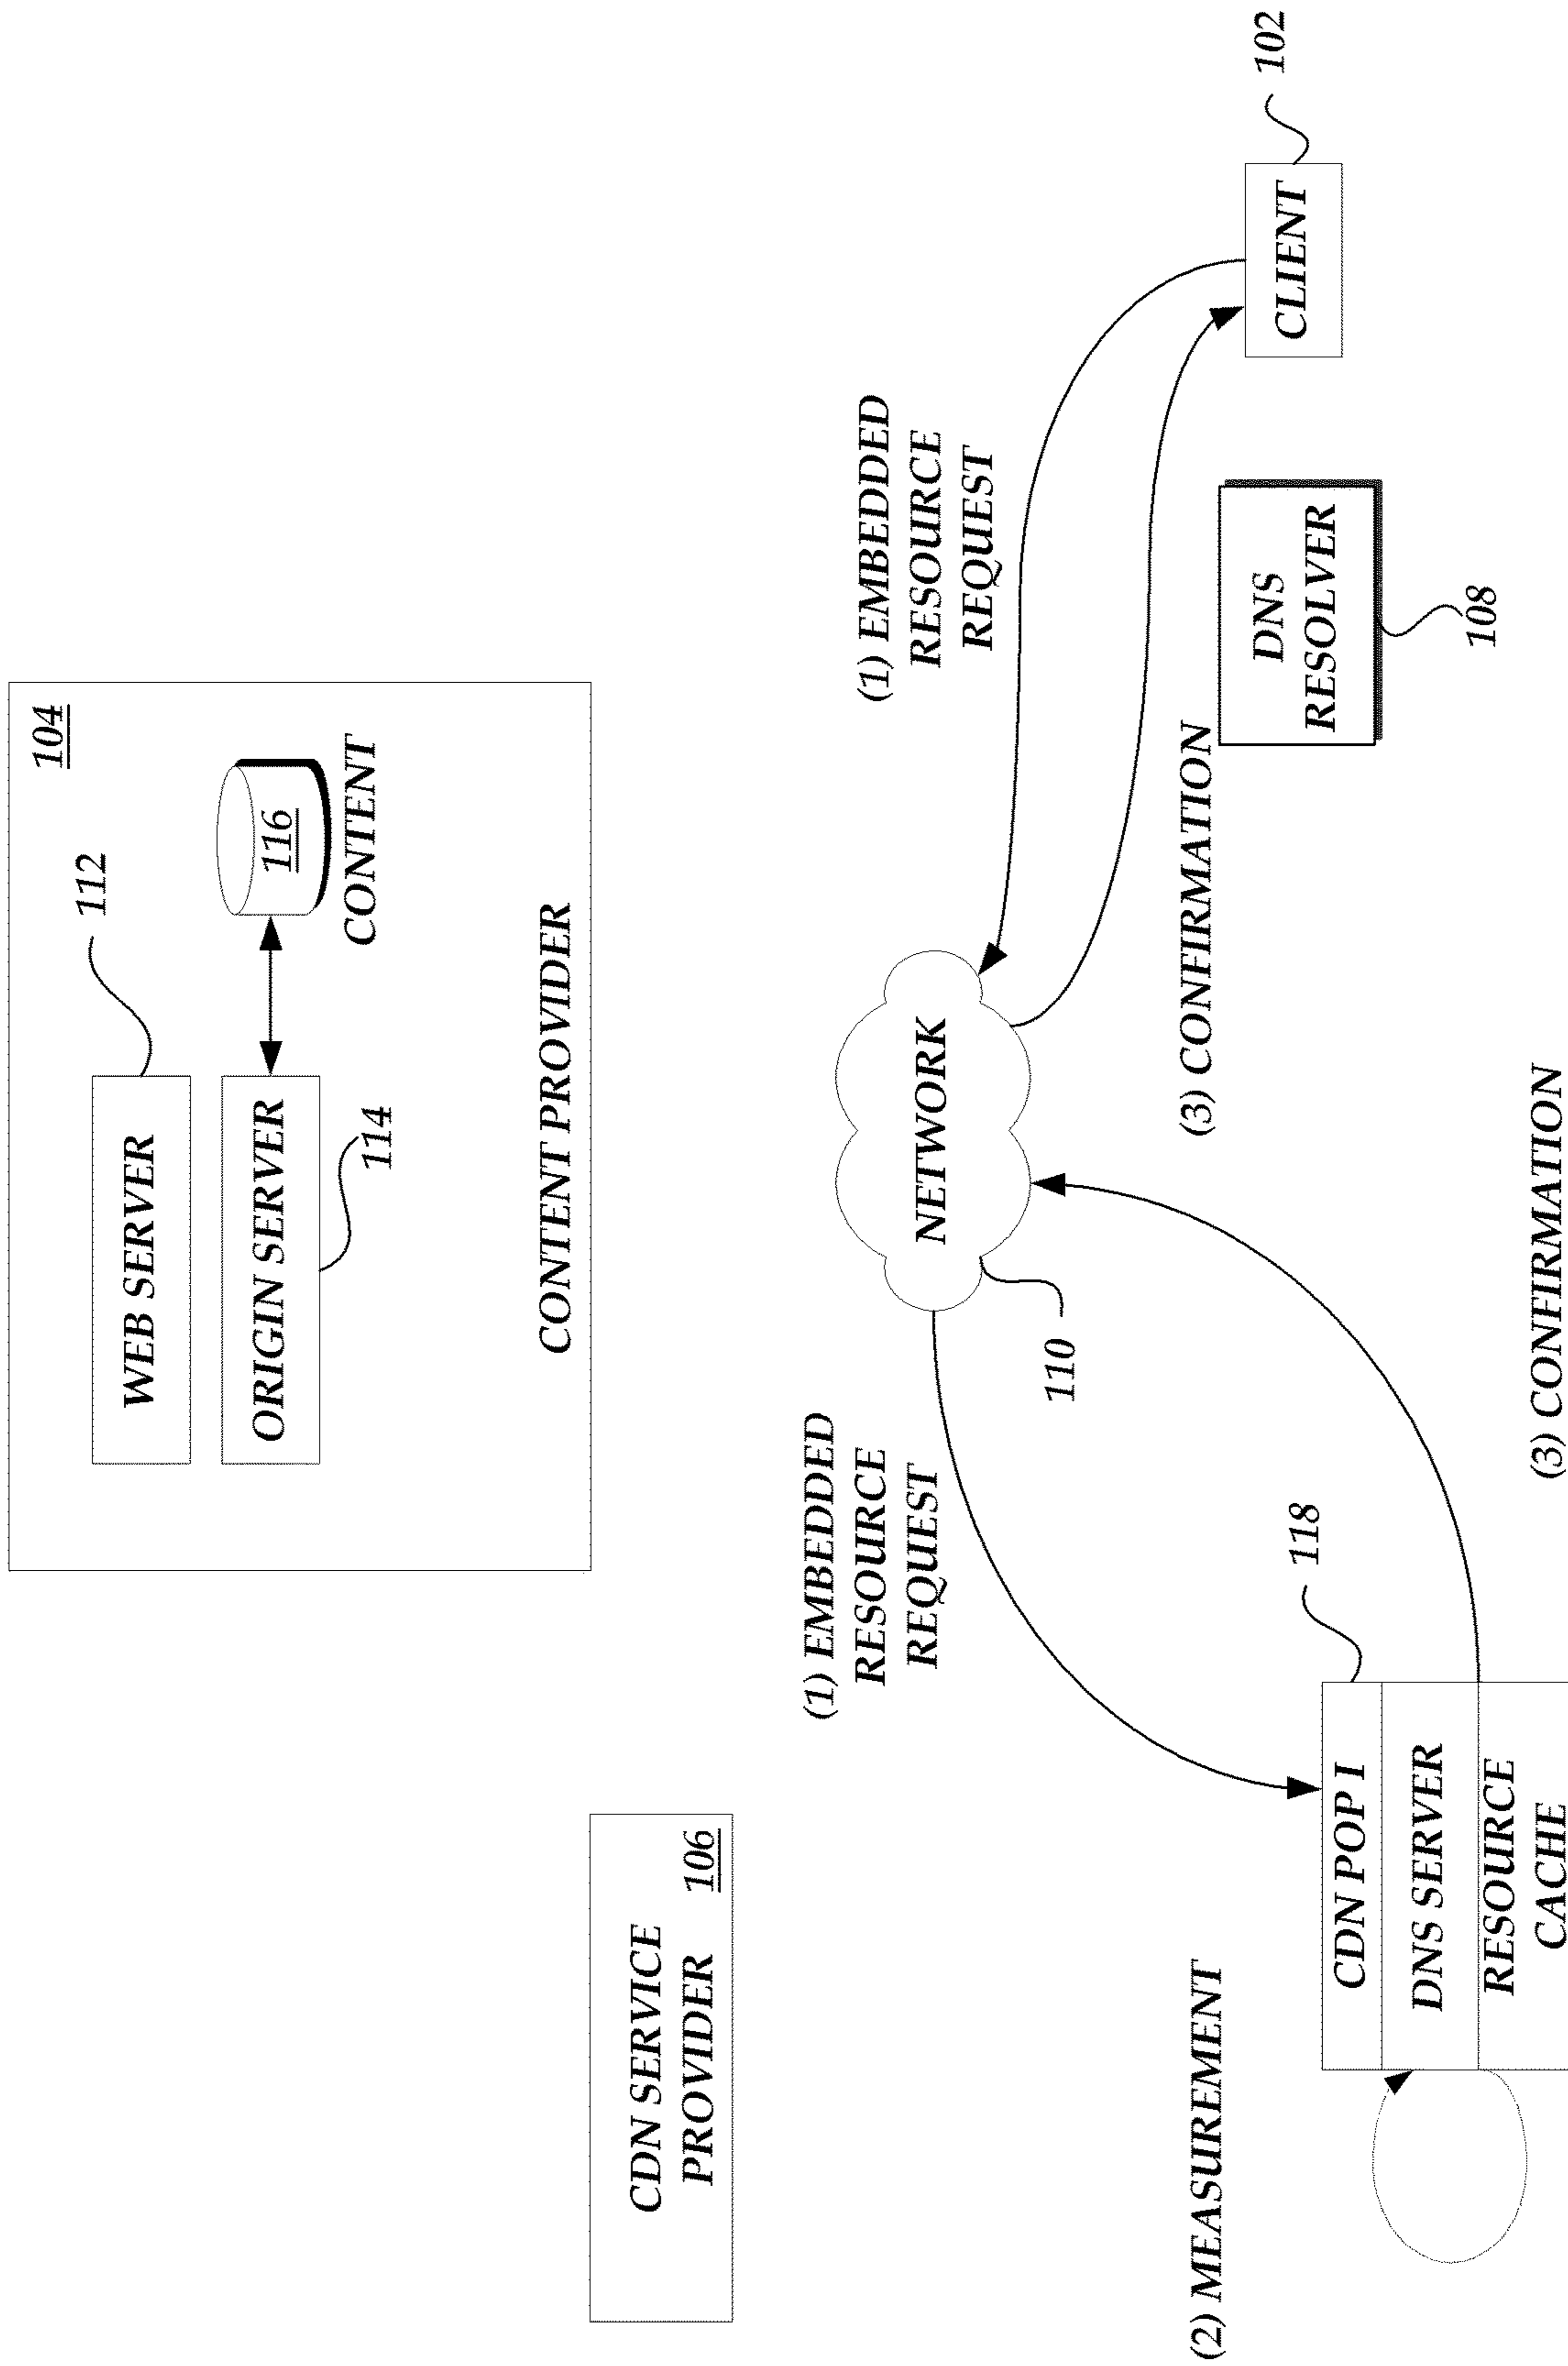 104
WEB SERVER
112
ORIGIN SERVER
114
116
CONTENT
CONTENT PROVIDER
CDN SERVICE
PROVIDER
106
(1) EMBEDDED
RESOURCE
REQUEST
NETWORK
110
(1) EMBEDDED
RESOURCE
REQUEST
CLIENT
102
DNS
RESOLVER
108
(2) MEASUREMENT
CDN POP I
118
DNS SERVER
RESOURCE
CACHE
(3) CONFIRMATION
(3) CONFIRMATION